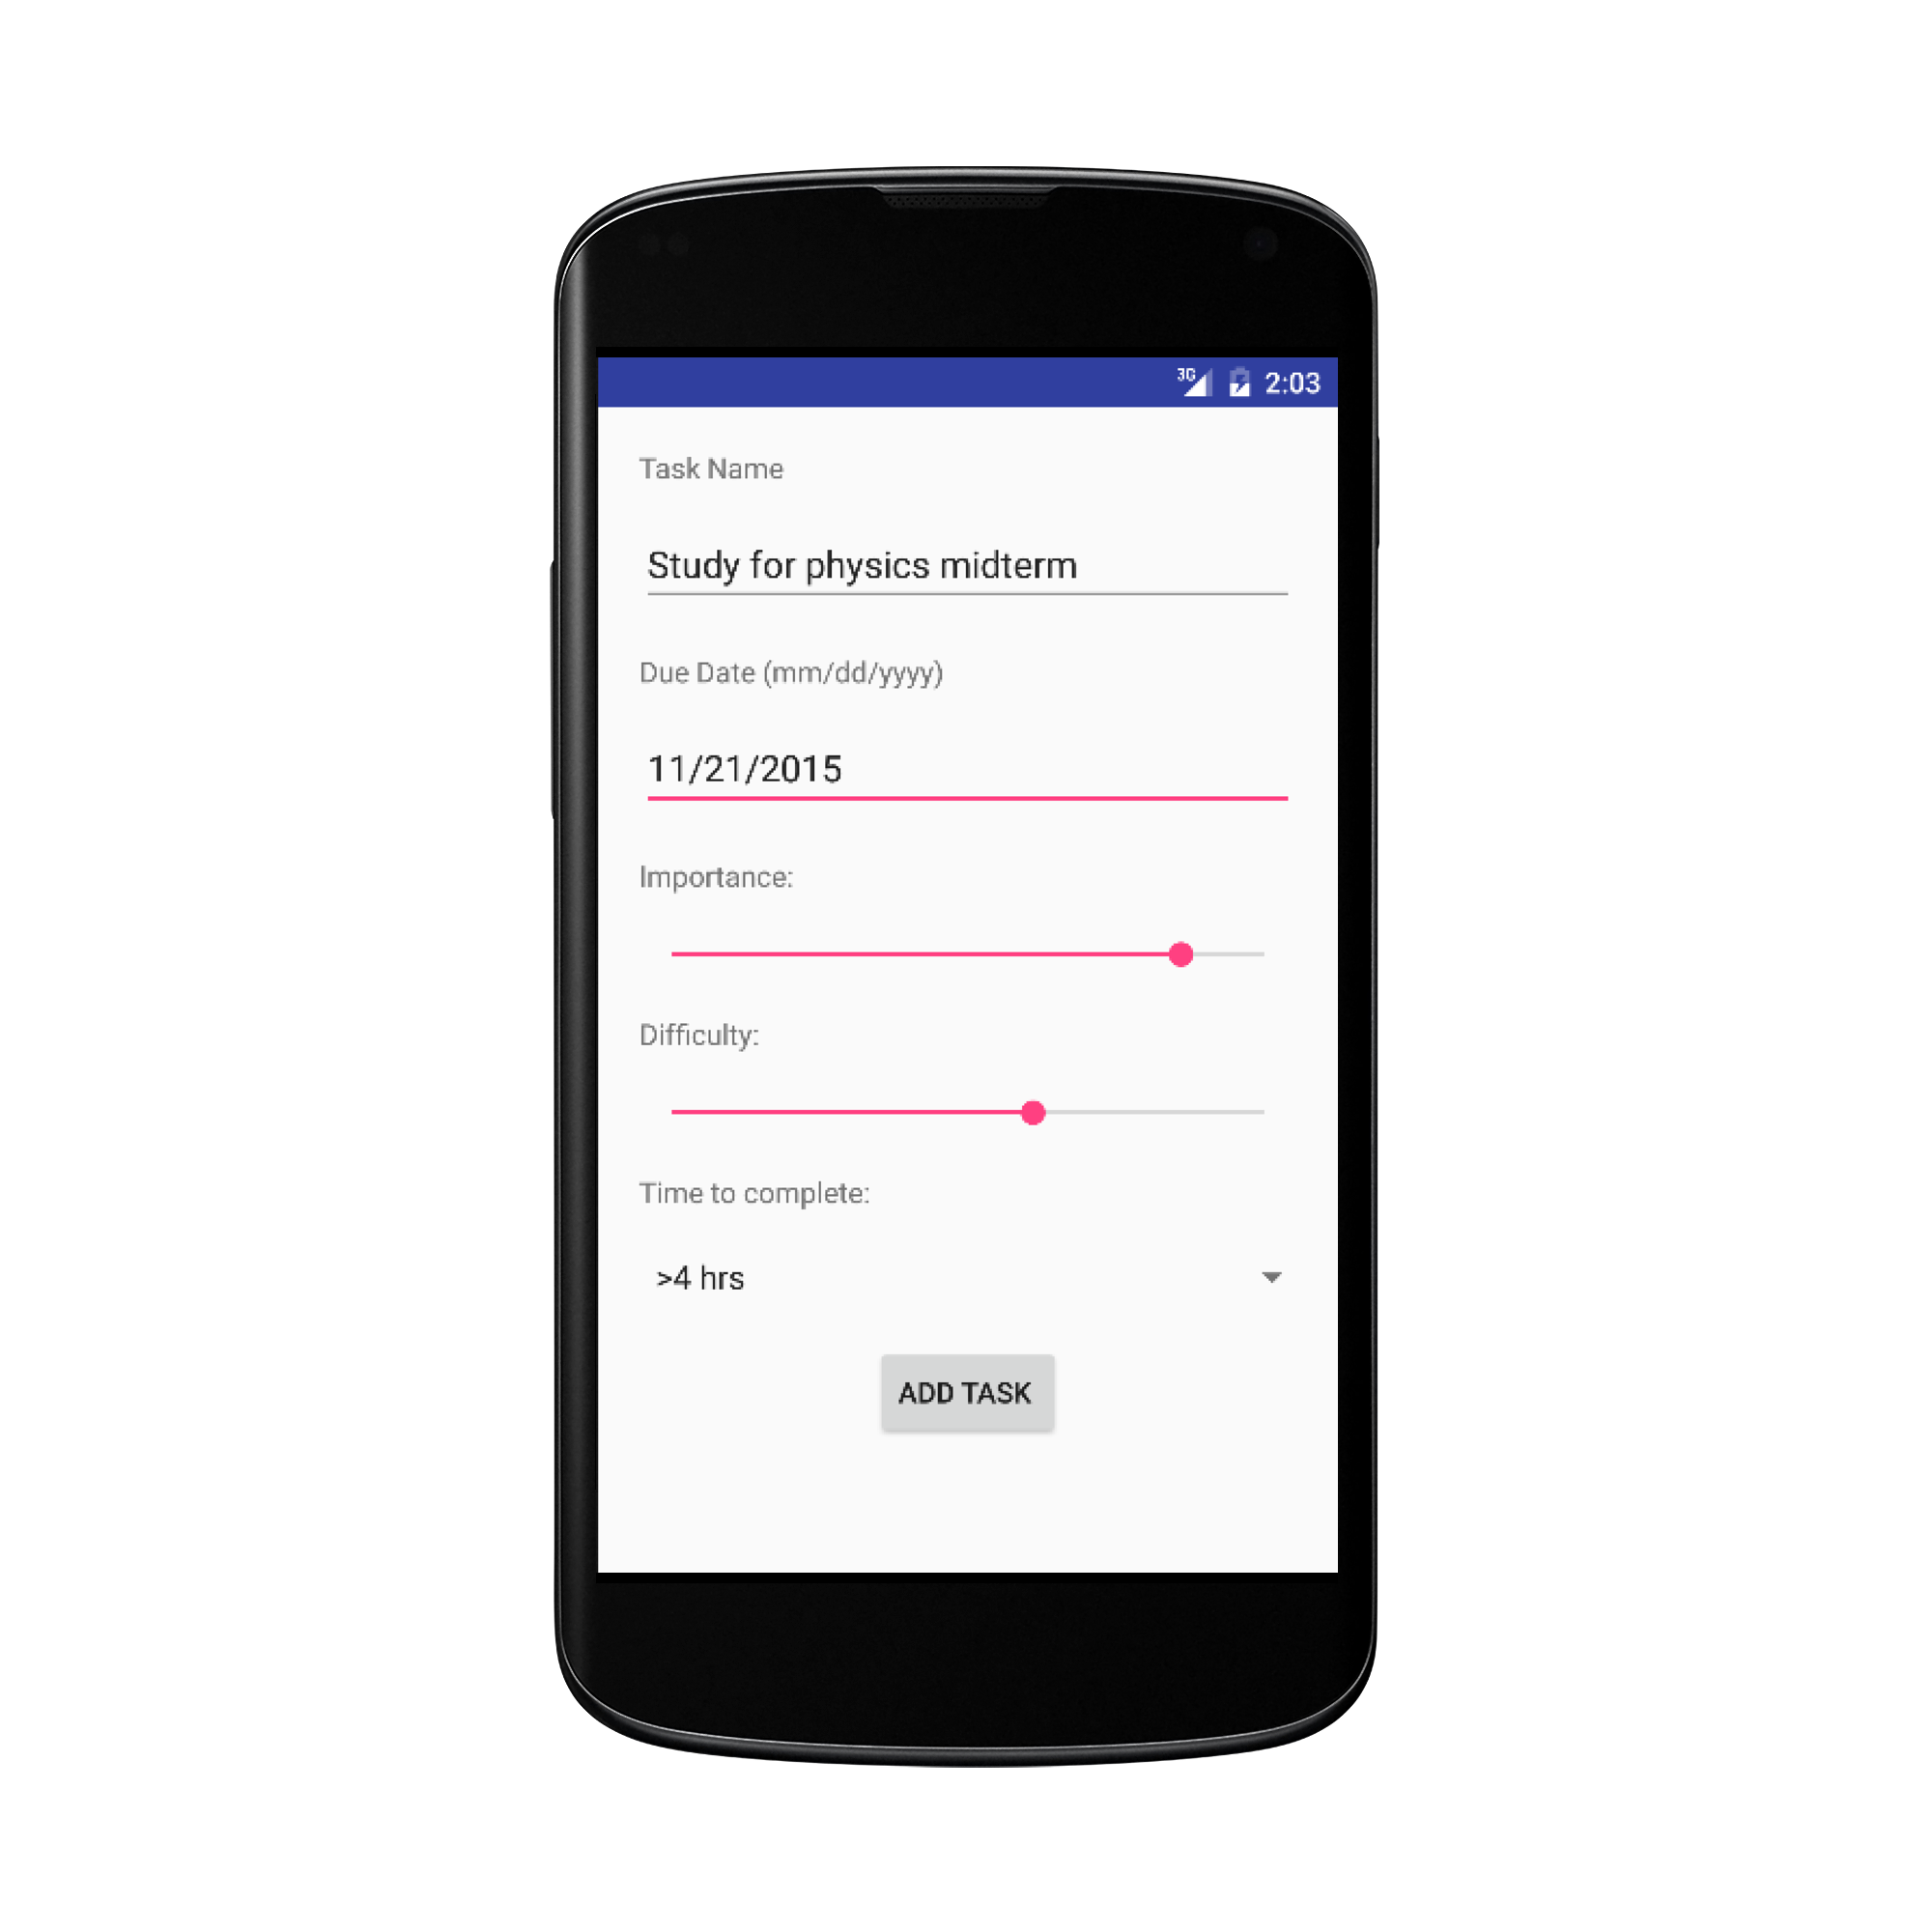 3G 2:03
Task Name
Study for physics midterm
Due Date (mm/dd/yyyy)
11/21/2015
Importance:
Difficulty:
Time to complete:
>4 hrs
ADD TASK